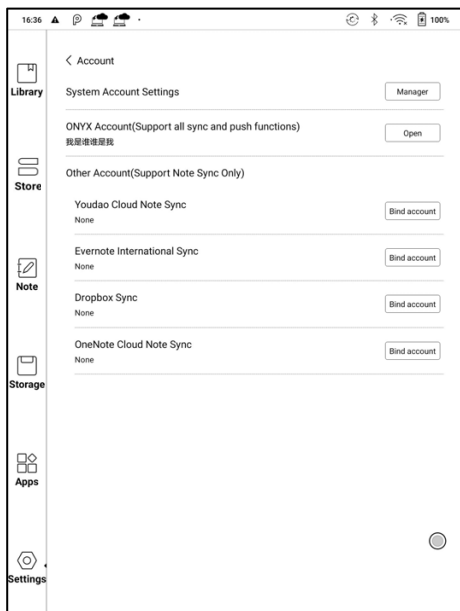 16:36
100%
Library
Store
Note
Storage
Apps
Settings
Account
System Account Settings
Manager
ONYX Account(Support all sync and push functions)
我是谁谁是我
Open
Other Account(Support Note Sync Only)
Youdao Cloud Note Sync
None
Bind account
Evernote International Sync
None
Bind account
Dropbox Sync
None
Bind account
OneNote Cloud Note Sync
None
Bind account